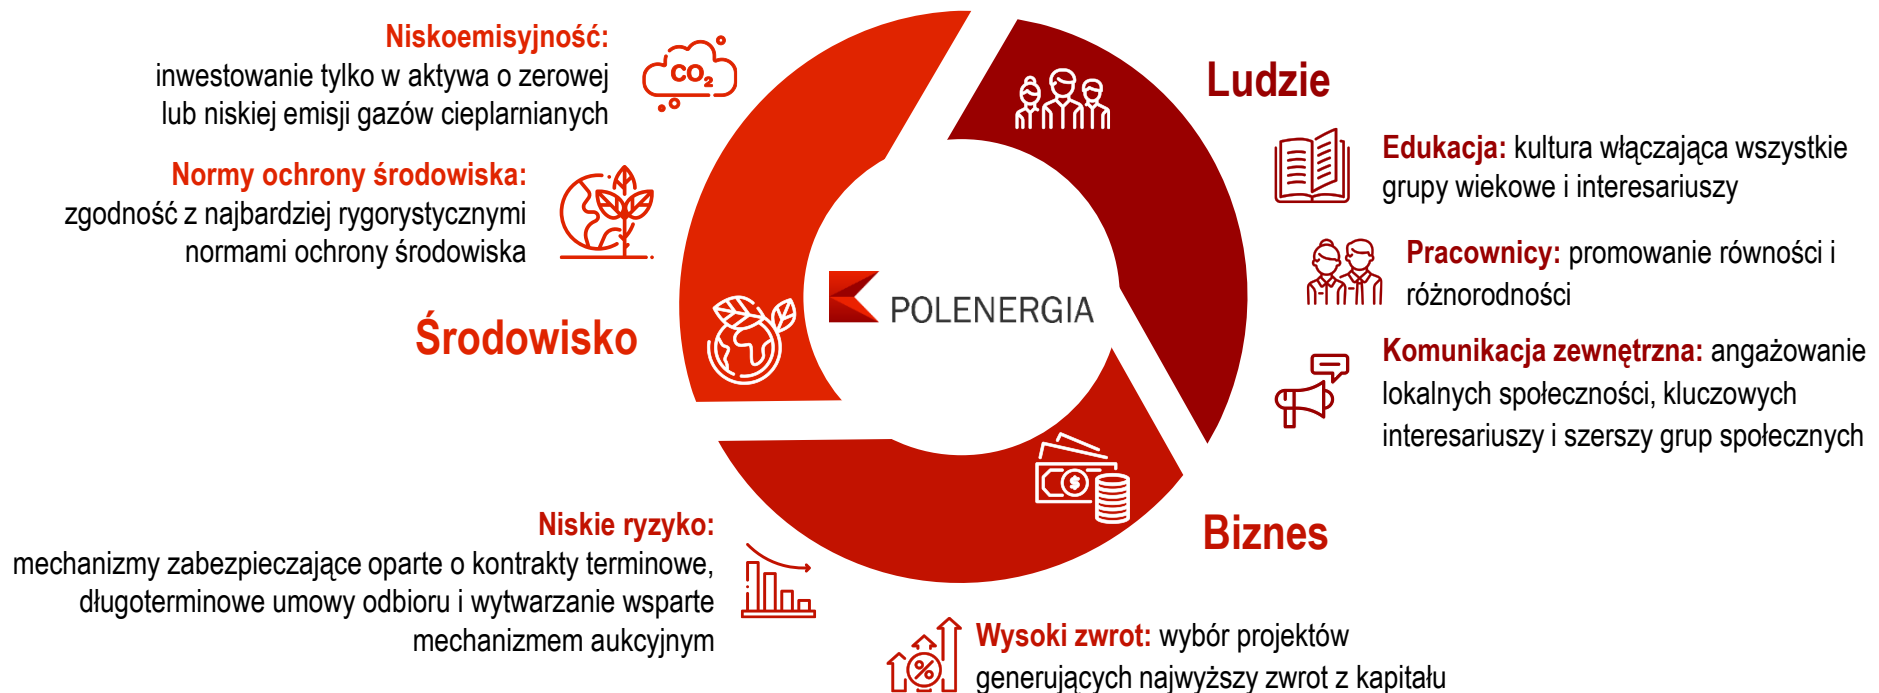 Niskoemisyjność:
inwestowanie tylko w aktywa o zerowej
lub niskiej emisji gazów cieplarnianych
CO2
Normy ochrony środowiska:
zgodność z najbardziej rygorystycznymi
normami ochrony środowiska
Środowisko
POLENERGIA
Ludzie
Edukacja: kultura włączająca wszystkie
grupy wiekowe i interesariuszy
Pracownicy: promowanie równości i
różnorodności
Komunikacja zewnętrzna: angażowanie
lokalnych społeczności, kluczowych
interesariuszy i szerszy grup społecznych
Biznes
$
Niskie ryzyko:
mechanizmy zabezpieczające oparte o kontrakty terminowe,
długoterminowe umowy odbioru i wytwarzanie wsparte
mechanizmem aukcyjnym
%
Wysoki zwrot: wybór projektów
generujących najwyższy zwrot z kapitału